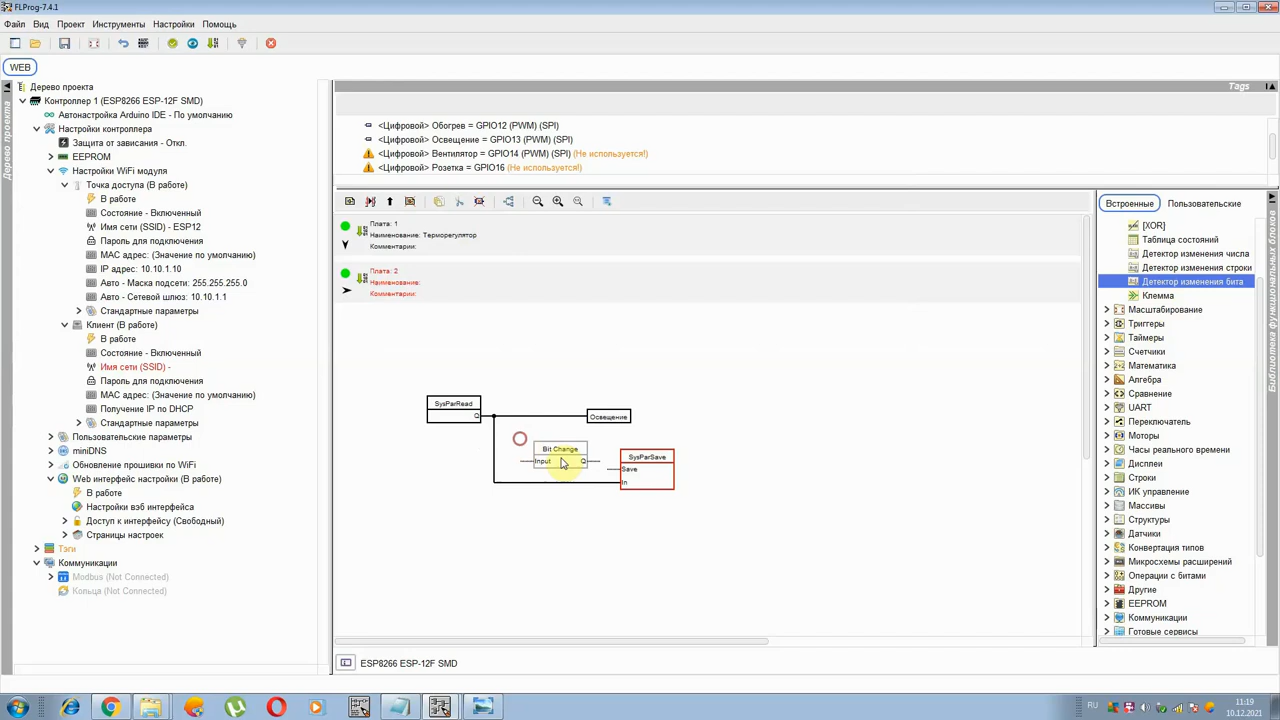 FLProg-7.4.1
Файл Вид Проект Инструменты Настройки Помощь
WEB
Дерево проекта
Дерево проекта
Контроллер 1 (ESP8266 ESP-12F SMD)
Автонастройка Arduino IDE - По умолчанию
Настройки контроллера
Защита от зависания - Откл.
EEPROM
Настройки WiFi модуля
Точка доступа (В работе)
В работе
Состояние - Включенный
Имя сети (SSID) - ESP12
Пароль для подключения
MAC адрес: (Значение по умолчанию)
IP адрес: 10.10.1.10
Авто - Маска подсети: 255.255.255.0
Авто - Сетевой шлюз: 10.10.1.1
Стандартные параметры
Клиент (В работе)
В работе
Состояние - Включенный
Имя сети (SSID) -
Пароль для подключения
MAC адрес: (Значение по умолчанию)
Получение IP по DHCP
Стандартные параметры
Пользовательские параметры
miniDNS
Обновление прошивки по WiFi
Web интерфейс настройки (В работе)
В работе
Настройки вэб интерфейса
Доступ к интерфейсу (Свободный)
Страницы настроек
Тэги
Коммуникации
Modbus (Not Connected)
Кольца (Not Connected)
Tags
<Цифровой> Обогрев = GPIO12 (PWM) (SPI)
<Цифровой> Освещение = GPIO13 (PWM) (SPI)
<Цифровой> Вентилятор = GPIO14 (PWM) (SPI) (Не используется!)
<Цифровой> Розетка = GPIO16 (Не используется!)
Плата: 1
Наименование: Терморегулятор
Комментарии:
Плата: 2
Наименование:
Комментарии:
SysParRead
Q
Освещение
Bit Change
Input Q
SysParSave
Save
In
ESP8266 ESP-12F SMD
Встроенные Пользовательские
[XOR]
Таблица состояний
Детектор изменения числа
Детектор изменения строки
Детектор изменения бита
Клемма
Масштабирование
Триггеры
Таймеры
Счетчики
Математика
Алгебра
Сравнение
UART
Переключатель
Моторы
Часы реального времени
Дисплеи
Строки
ИК управление
Массивы
Структуры
Датчики
Конвертация типов
Микросхемы расширений
Операции с битами
Другие
EEPROM
Коммуникации
Готовые сервисы
Библиотека функциональных блоков
RU
11:19
10.12.2021